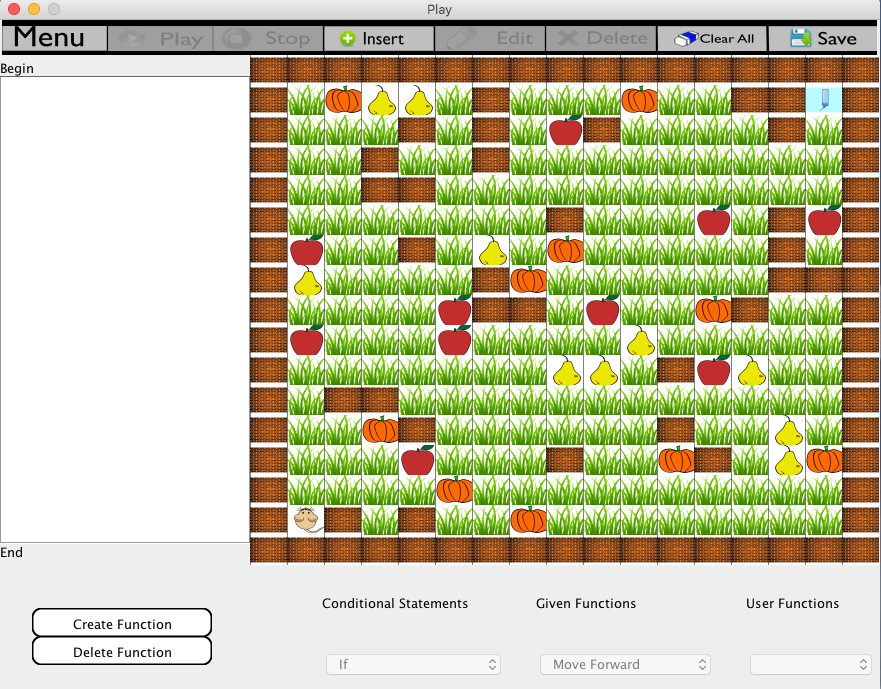 Play
Menu Play Stop Insert Edit Delete Clear All Save
Begin
End
Conditional Statements Given Functions User Functions
Create Function
Delete Function
If Move Forward